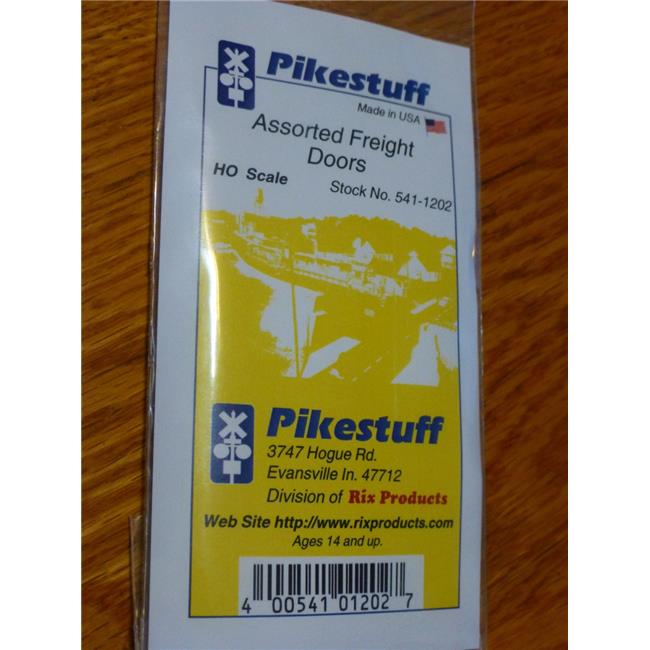 Pikestuff
Made in USA
Assorted Freight
Doors
HO Scale
Stock No. 541-1202
Pikestuff
3747 Hogue Rd.
Evansville In. 47712
Division of Rix Products
Web Site http://www.rixproducts.com
Ages 14 and up.
4 00541 01202 7